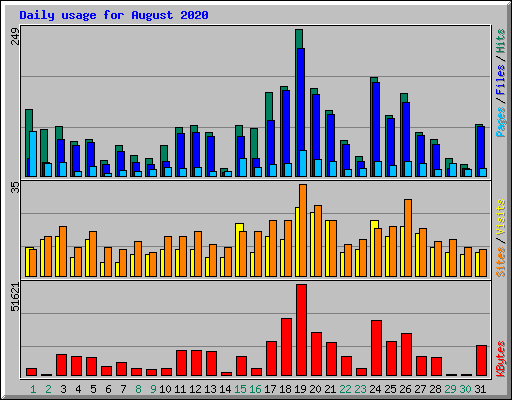 Daily usage for August 2020
249
Pages / Files / Hits
35
Sites / Visits
51621
KBytes
1 2 3 4 5 6 7 8 9 10 11 12 13 14 15 16 17 18 19 20 21 22 23 24 25 26 27 28 29 30 31